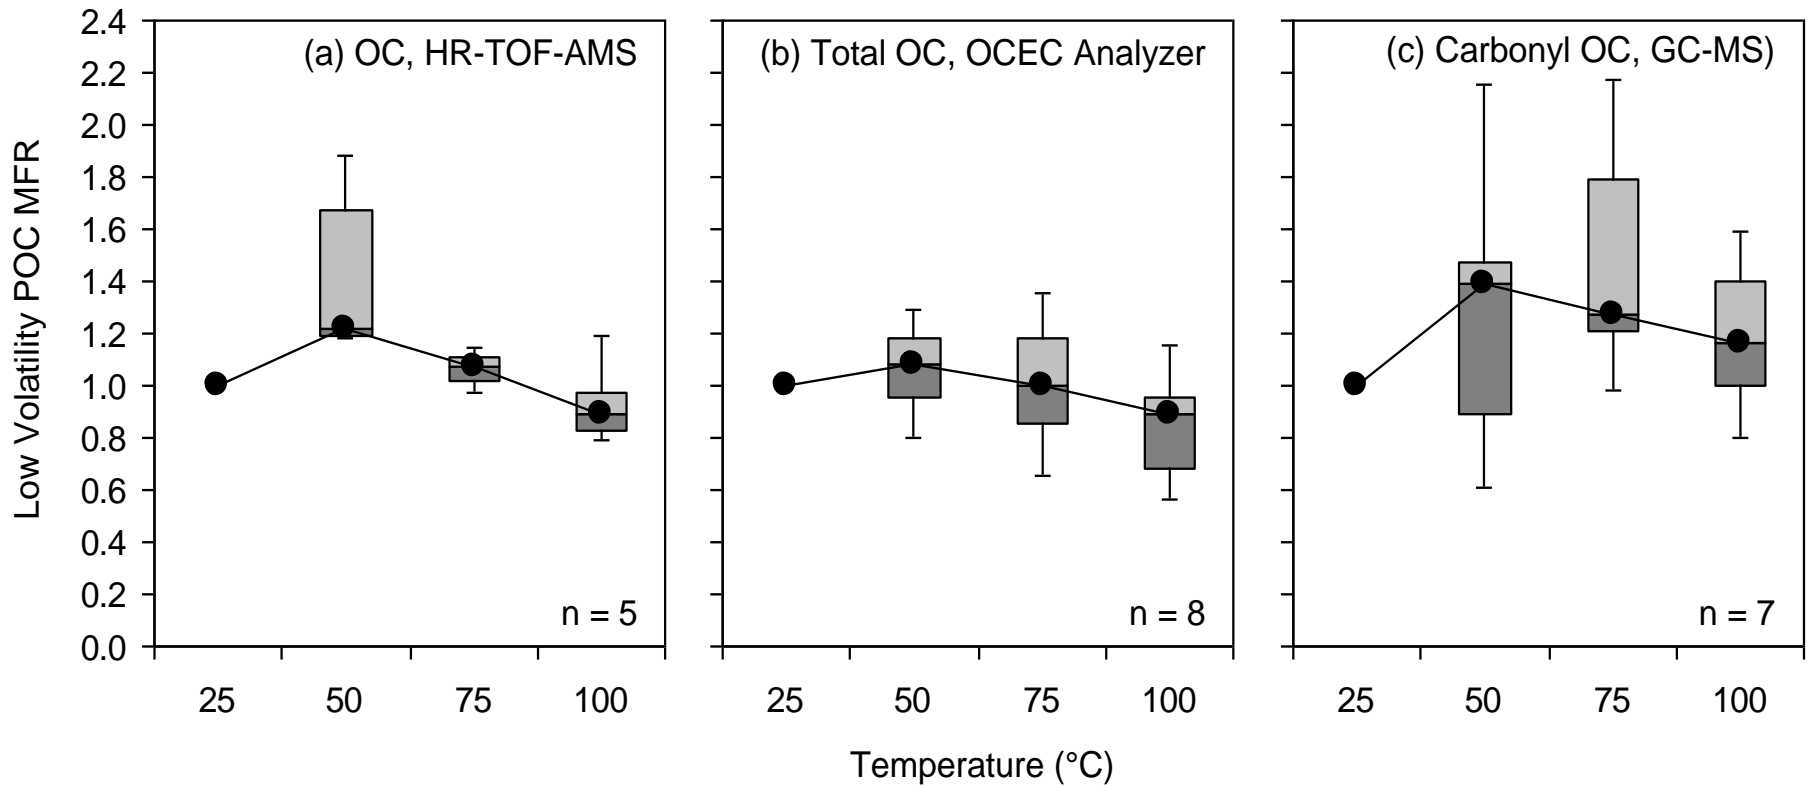 Low Volatility POC MFR
2.4
2.2
2.0
1.8
1.6
1.4
1.2
1.0
0.8
0.6
0.4
0.2
0.0
(a) OC, HR-TOF-AMS
n = 5
25 50 75 100
(b) Total OC, OCEC Analyzer
n = 8
25 50 75 100
(c) Carbonyl OC, GC-MS)
n = 7
25 50 75 100
Temperature (°C)